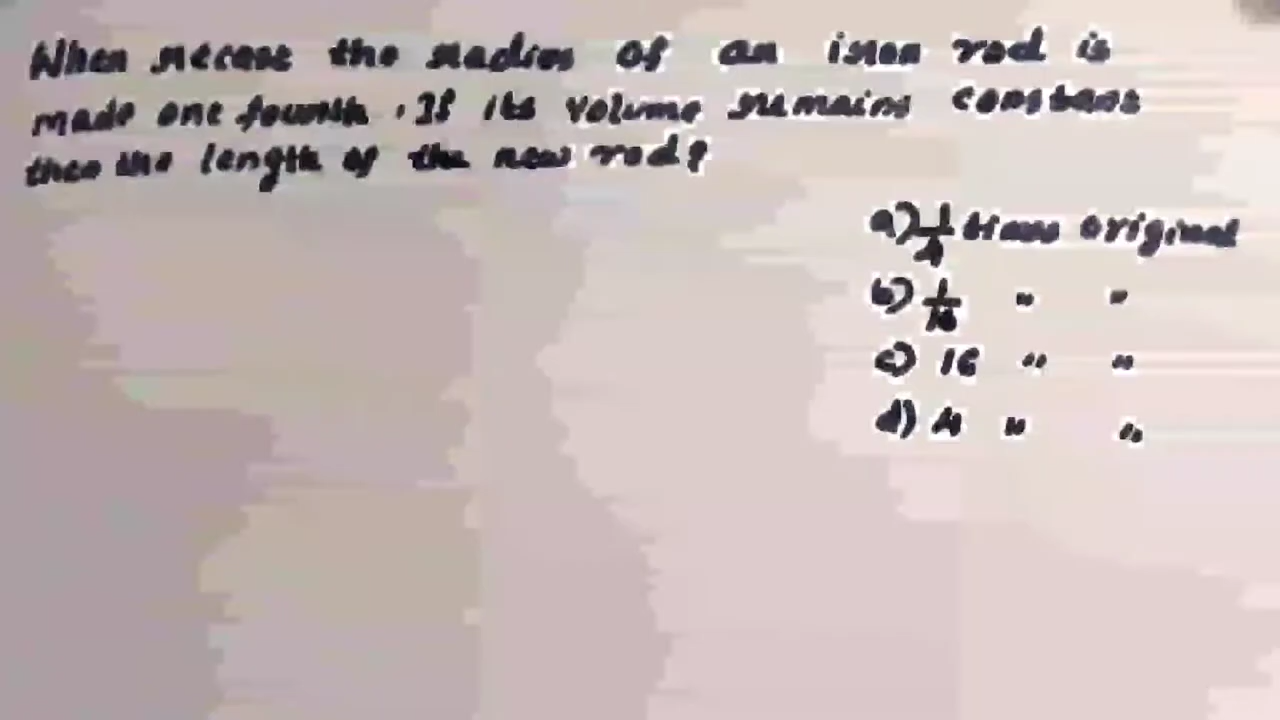 When recast the radius of an iron rod is
made one fourth . If its volume remains constant
then the length of the new rod?
a) 1/4 times original
b) 1/16 " "
c) 16 " "
d) 4 " "